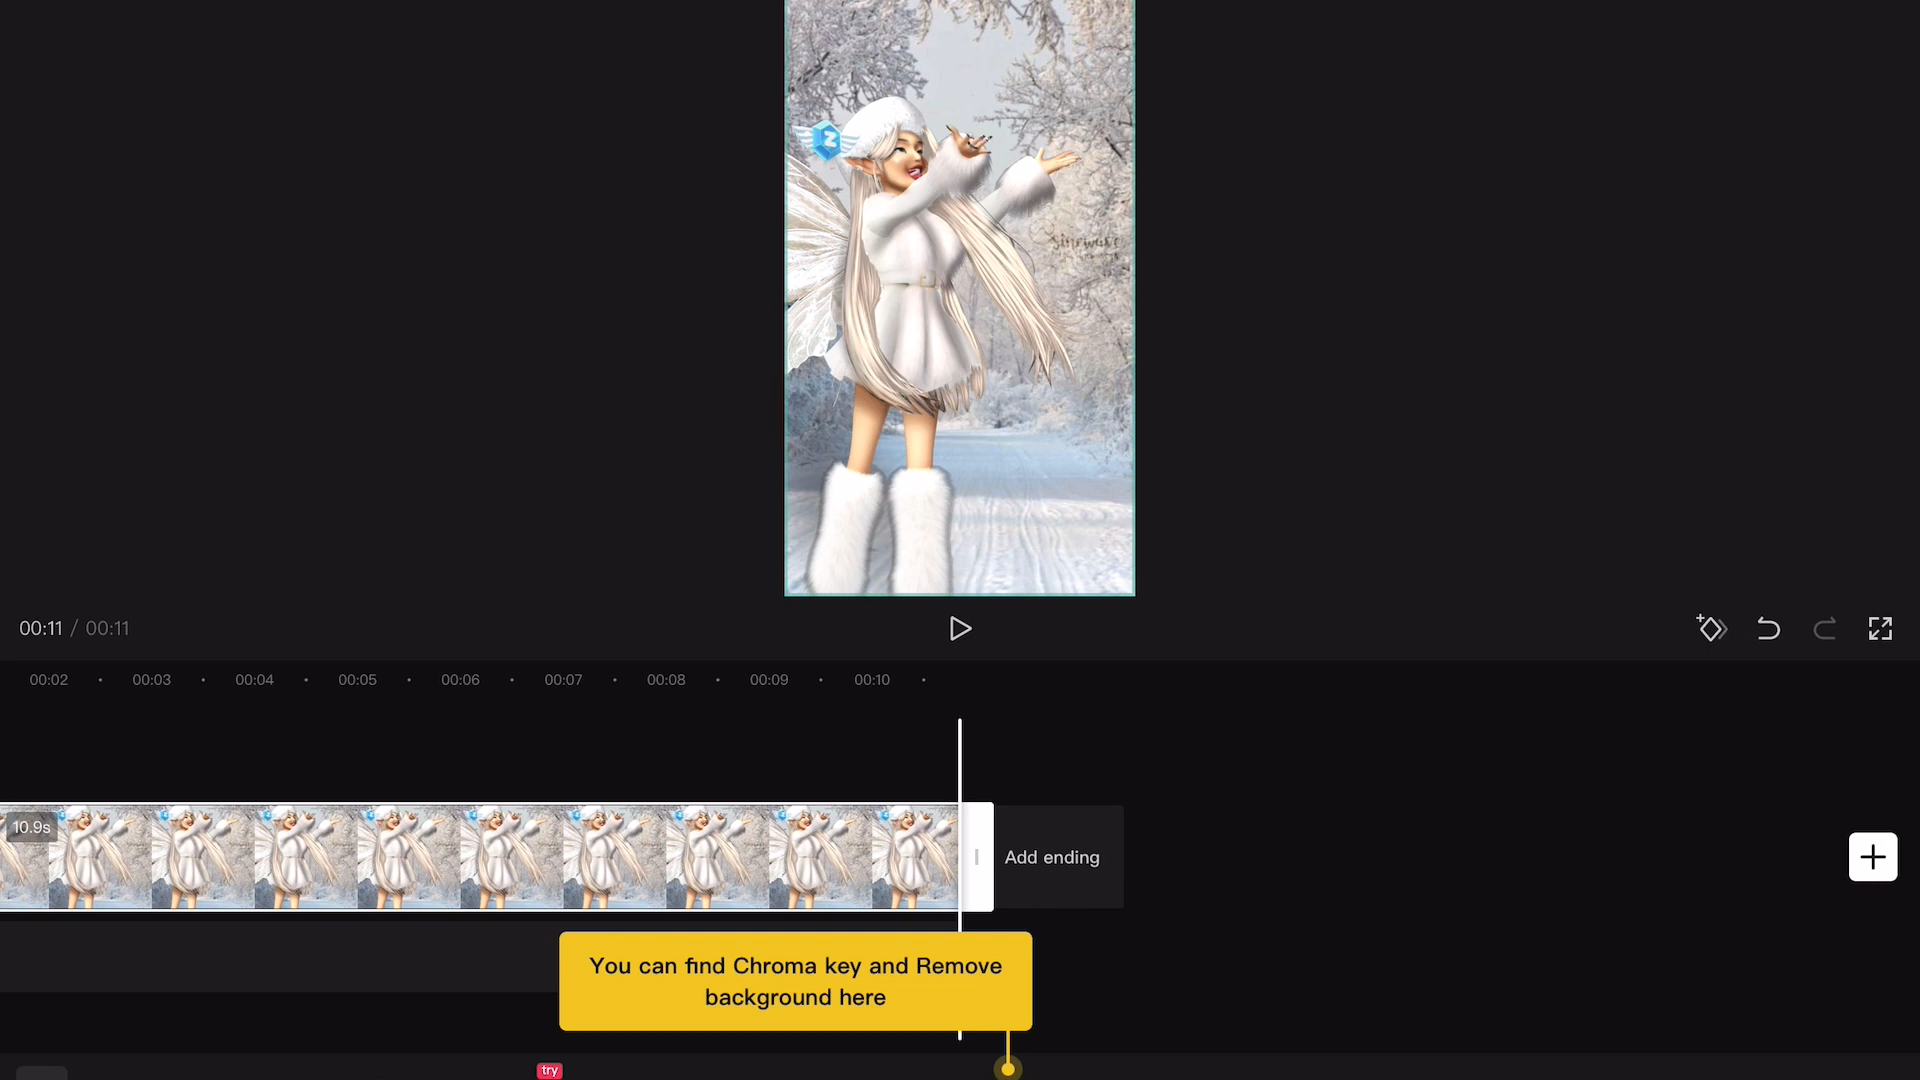 Z
00:11 / 00:11
00:02 00:03 00:04 00:05 00:06 00:07 00:08 00:09 00:10
10.9s
Add ending
You can find Chroma key and Remove
background here
try